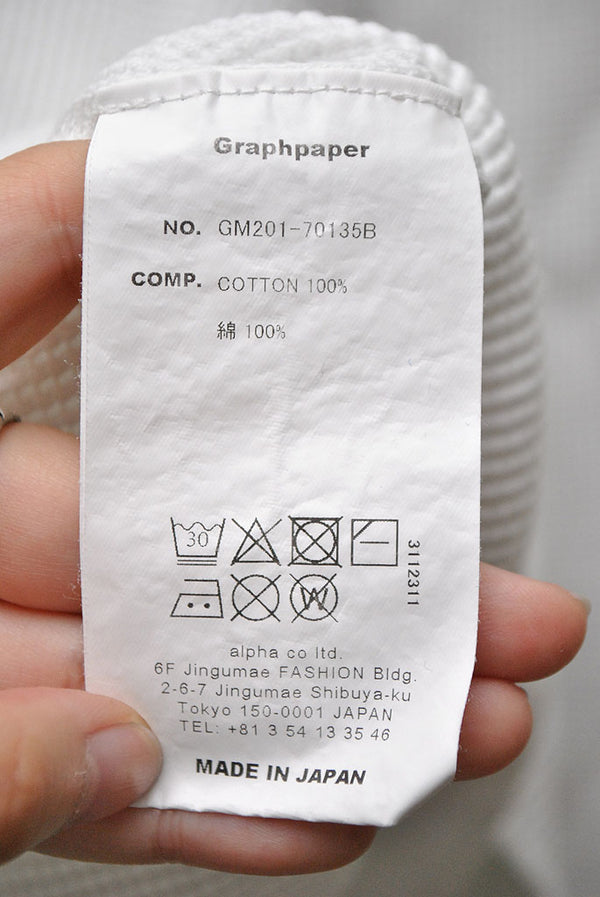 Graphpaper
NO. GM201-70135B
COMP. COTTON 100%
綿 100%
30
3112311
W
alpha co ltd.
6F Jingumae FASHION Bldg.
2-6-7 Jingumae Shibuya-ku
Tokyo 150-0001 JAPAN
TEL: +81 3 54 13 35 46
MADE IN JAPAN